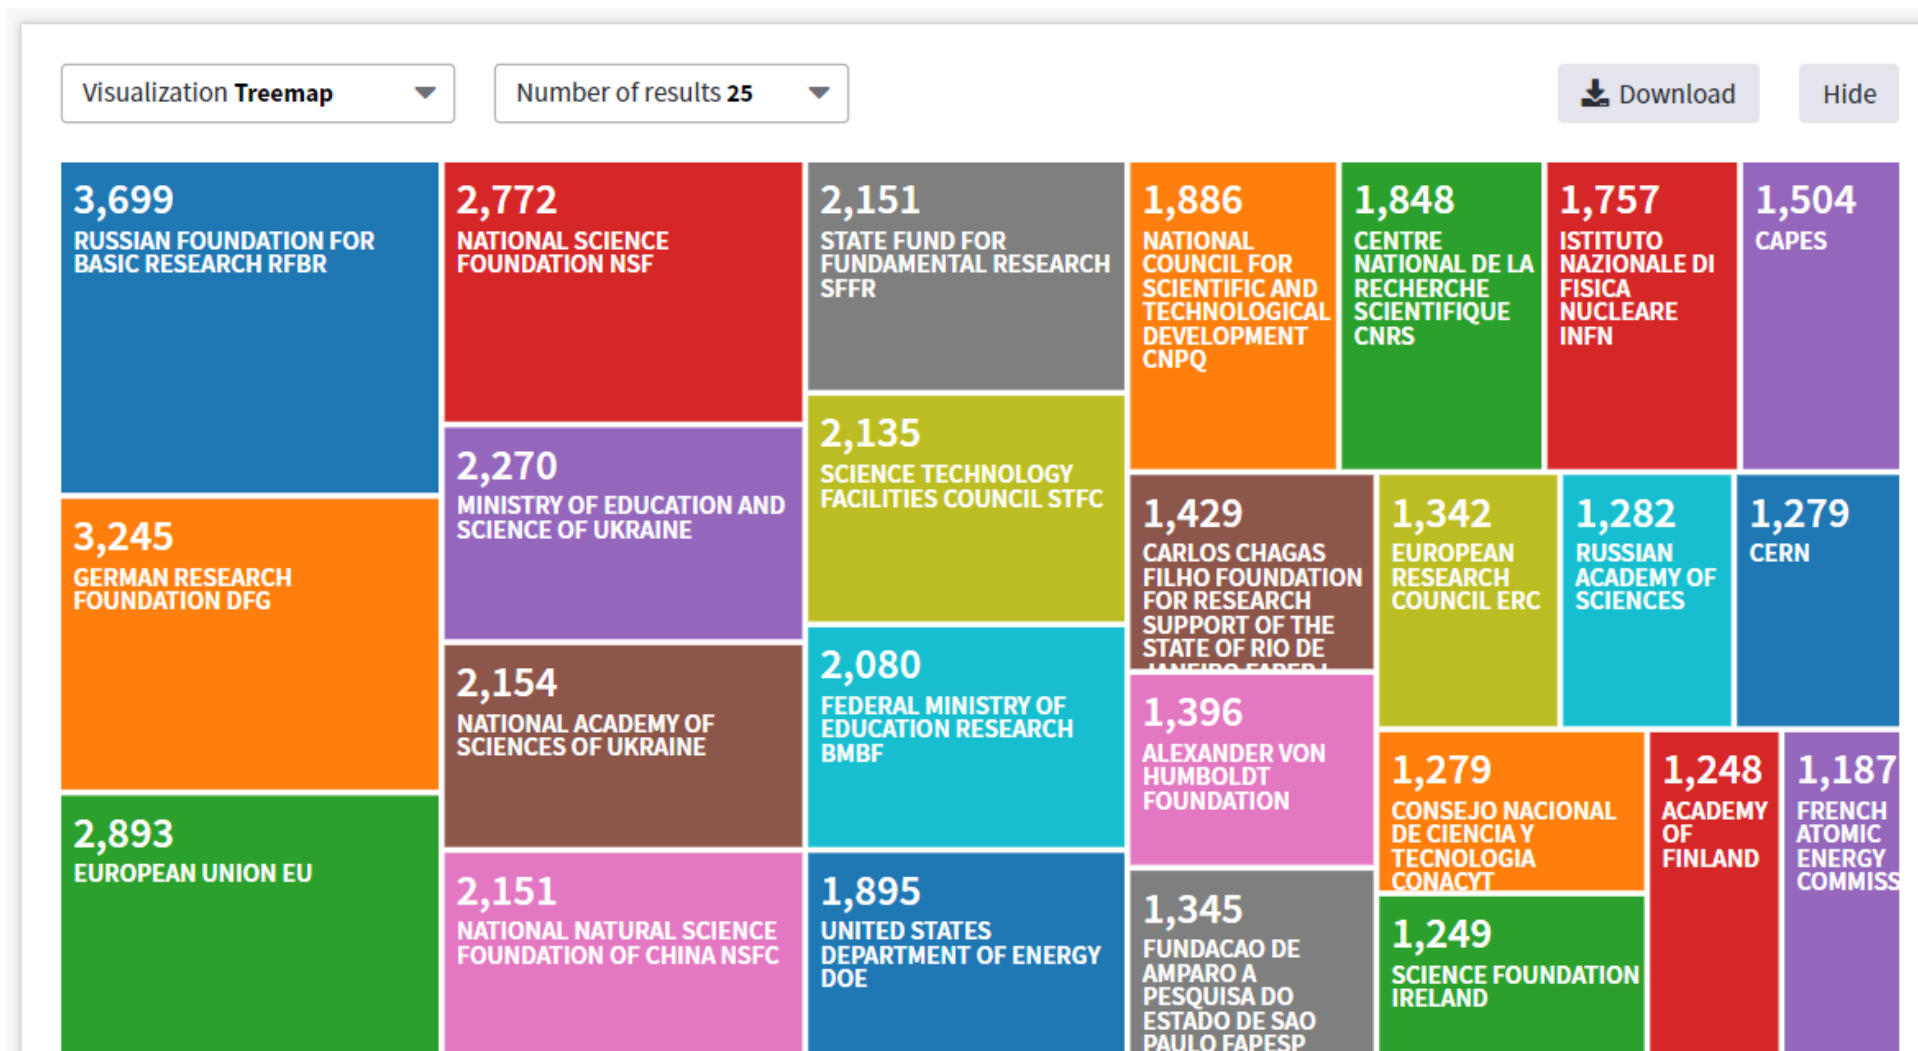 Visualization Treemap
Number of results 25
Download
Hide
3,699
RUSSIAN FOUNDATION FOR
BASIC RESEARCH RFBR
3,245
GERMAN RESEARCH
FOUNDATION DFG
2,893
EUROPEAN UNION EU
2,772
NATIONAL SCIENCE
FOUNDATION NSF
2,270
MINISTRY OF EDUCATION AND
SCIENCE OF UKRAINE
2,154
NATIONAL ACADEMY OF
SCIENCES OF UKRAINE
2,151
NATIONAL NATURAL SCIENCE
FOUNDATION OF CHINA NSFC
2,151
STATE FUND FOR
FUNDAMENTAL RESEARCH
SFFR
2,135
SCIENCE TECHNOLOGY
FACILITIES COUNCIL STFC
2,080
FEDERAL MINISTRY OF
EDUCATION RESEARCH
BMBF
1,895
UNITED STATES
DEPARTMENT OF ENERGY
DOE
1,886
NATIONAL
COUNCIL FOR
SCIENTIFIC AND
TECHNOLOGICAL
DEVELOPMENT
CNPQ
1,848
CENTRE
NATIONAL DE LA
RECHERCHE
SCIENTIFIQUE
CNRS
1,757
ISTITUTO
NAZIONALE DI
FISICA
NUCLEARE
INFN
1,504
CAPES
1,429
CARLOS CHAGAS
FILHO FOUNDATION
FOR RESEARCH
SUPPORT OF THE
STATE OF RIO DE
1,396
ALEXANDER VON
HUMBOLDT
FOUNDATION
1,345
FUNDACAO DE
AMPARO A
PESQUISA DO
ESTADO DE SAO
PAULO FAPESP
1,342
EUROPEAN
RESEARCH
COUNCIL ERC
1,282
RUSSIAN
ACADEMY OF
SCIENCES
1,279
CERN
1,279
CONSEJO NACIONAL
DE CIENCIA Y
TECNOLOGIA
CONACYT
1,249
SCIENCE FOUNDATION
IRELAND
1,248
ACADEMY
OF
FINLAND
1,187
FRENCH
ATOMIC
ENERGY
COMMISS